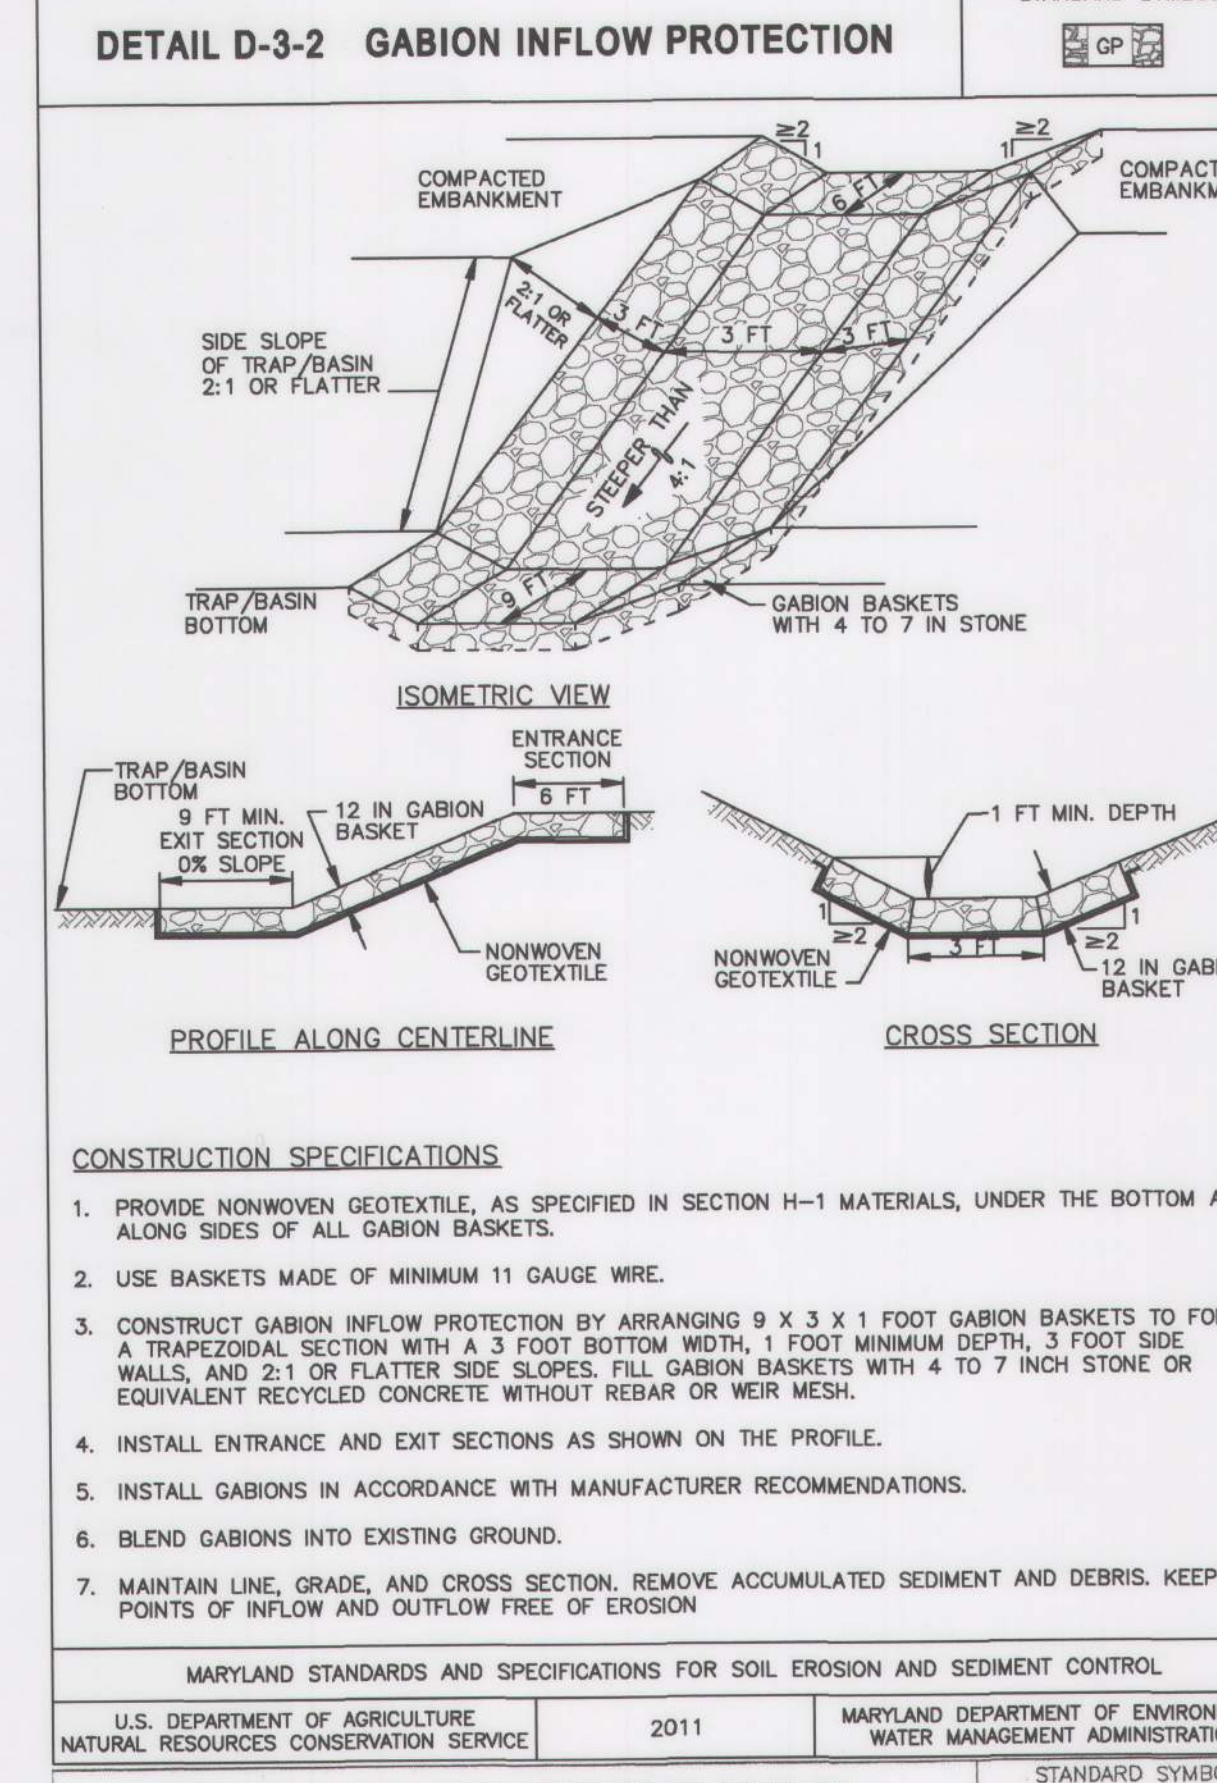 DETAIL D-3-2 GABION INFLOW PROTECTION
GP
≥2
1
≥2
1
COMPACTED
EMBANKMENT
6 FT
2:1 OR
FLATTER
3 FT
3 FT
3 FT
SIDE SLOPE
OF TRAP/BASIN
2:1 OR FLATTER
STEEPER THAN
4:1
9 FT
TRAP/BASIN
BOTTOM
GABION BASKETS
WITH 4 TO 7 IN STONE
ISOMETRIC VIEW
TRAP/BASIN
BOTTOM
9 FT MIN.
EXIT SECTION
0% SLOPE
12 IN GABION
BASKET
ENTRANCE
SECTION
6 FT
NONWOVEN
GEOTEXTILE
PROFILE ALONG CENTERLINE
1 FT MIN. DEPTH
1
≥2
3 FT
1
≥2
NONWOVEN
GEOTEXTILE
12 IN
BASKET
CROSS SECTION
CONSTRUCTION SPECIFICATIONS
1. PROVIDE NONWOVEN GEOTEXTILE, AS SPECIFIED IN SECTION H-1 MATERIALS, UNDER THE BOTTOM
ALONG SIDES OF ALL GABION BASKETS.
2. USE BASKETS MADE OF MINIMUM 11 GAUGE WIRE.
3. CONSTRUCT GABION INFLOW PROTECTION BY ARRANGING 9 X 3 X 1 FOOT GABION BASKETS TO
A TRAPEZOIDAL SECTION WITH A 3 FOOT BOTTOM WIDTH, 1 FOOT MINIMUM DEPTH, 3 FOOT SIDE
WALLS, AND 2:1 OR FLATTER SIDE SLOPES. FILL GABION BASKETS WITH 4 TO 7 INCH STONE OR
EQUIVALENT RECYCLED CONCRETE WITHOUT REBAR OR WEIR MESH.
4. INSTALL ENTRANCE AND EXIT SECTIONS AS SHOWN ON THE PROFILE.
5. INSTALL GABIONS IN ACCORDANCE WITH MANUFACTURER RECOMMENDATIONS.
6. BLEND GABIONS INTO EXISTING GROUND.
7. MAINTAIN LINE, GRADE, AND CROSS SECTION. REMOVE ACCUMULATED SEDIMENT AND DEBRIS. KEEP
POINTS OF INFLOW AND OUTFLOW FREE OF EROSION
MARYLAND STANDARDS AND SPECIFICATIONS FOR SOIL EROSION AND SEDIMENT CONTROL
U.S. DEPARTMENT OF AGRICULTURE
NATURAL RESOURCES CONSERVATION SERVICE
2011
MARYLAND DEPARTMENT OF
WATER MANAGEMENT
STANDARD